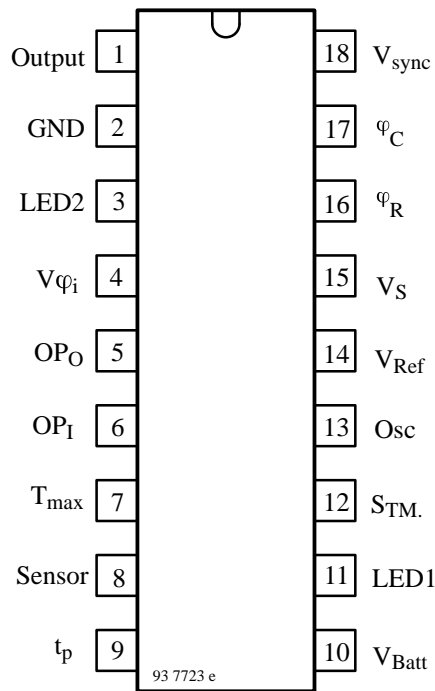 Output 1 18 Vsync
GND 2 17 φC
LED2 3 16 φR
Vφi 4 15 VS
OPO 5 14 VRef
OPI 6 13 Osc
Tmax 7 12 STM.
Sensor 8 11 LED1
tp 9 10 VBatt
93 7723 e